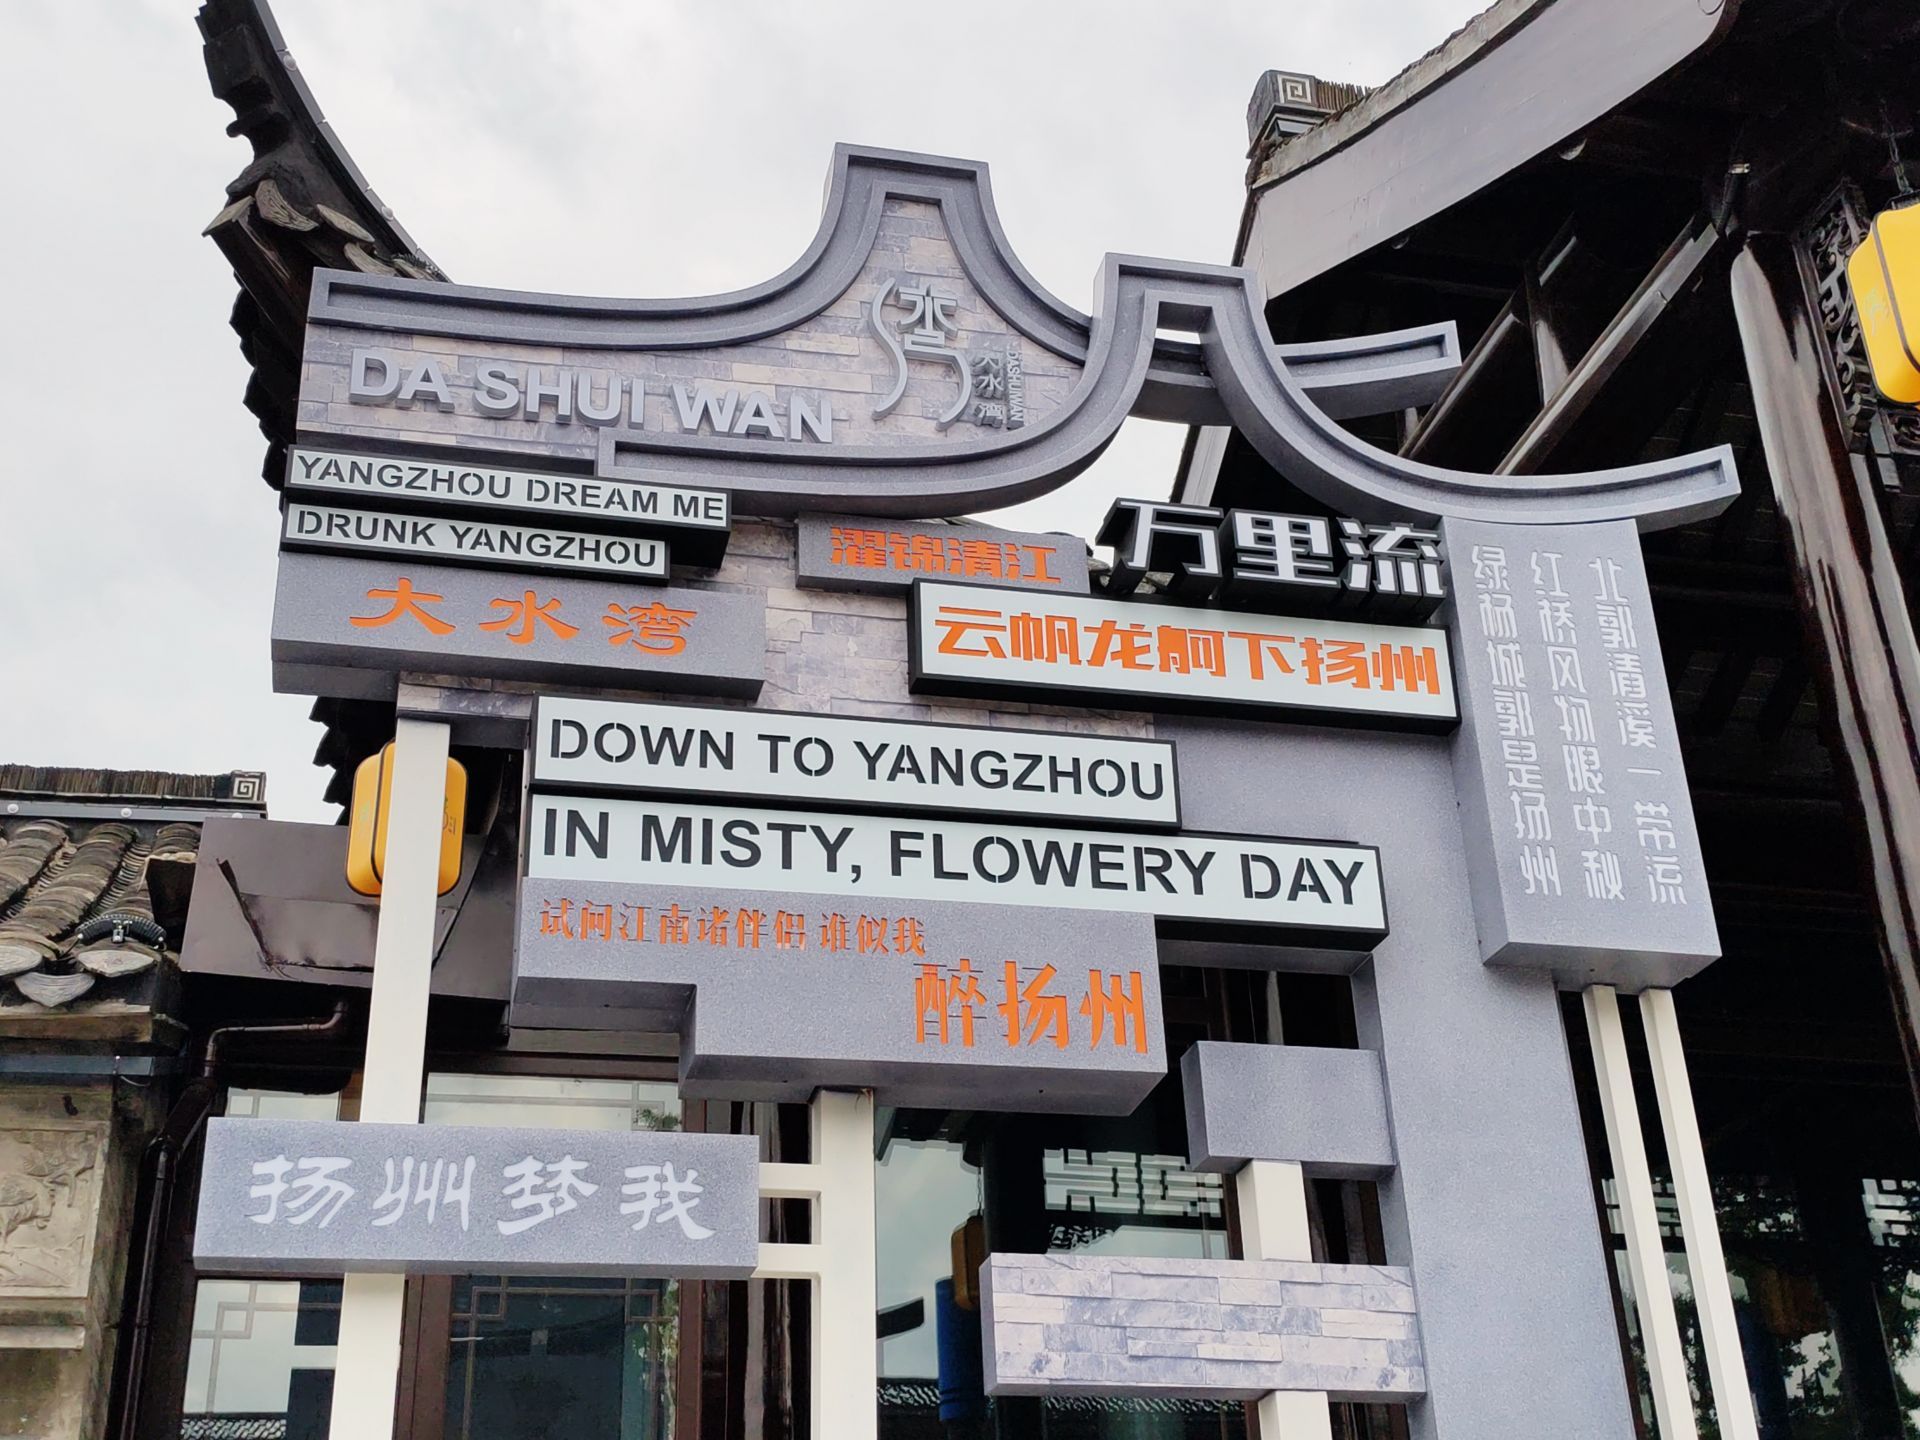 DA SHUI WAN
水
大水湾
DASHUIWAN
YANGZHOU DREAM ME
DRUNK YANGZHOU
大水湾
濯锦清江
万里流
云帆龙舸下扬州
DOWN TO YANGZHOU
IN MISTY, FLOWERY DAY
试问江南诸伴侣 谁似我
醉扬州
扬州梦我
北郭清溪一带流
红桥风物眼中秋
绿杨城郭是扬州